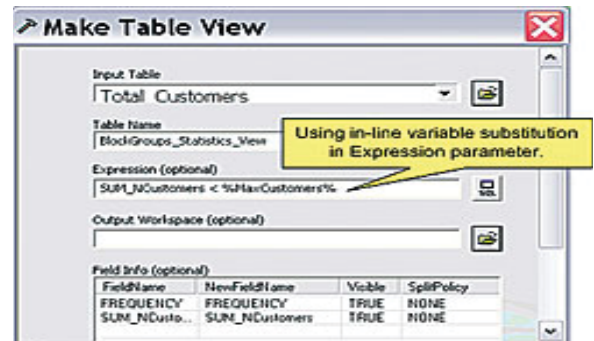 Make Table View
Input Table
Total Customers
Table Name
BlockGroups_Statistics_View
Using in-line variable substitution
in Expression parameter.
Expression (optional)
SUM_NCustomers < %MaxCustomers%
SQL
Output Workspace (optional)
Field Info (optional)
FieldName NewFieldName Visible SplitPolicy
FREQUENCY FREQUENCY TRUE NONE
SUM_NCusto... SUM_NCustomers TRUE NONE